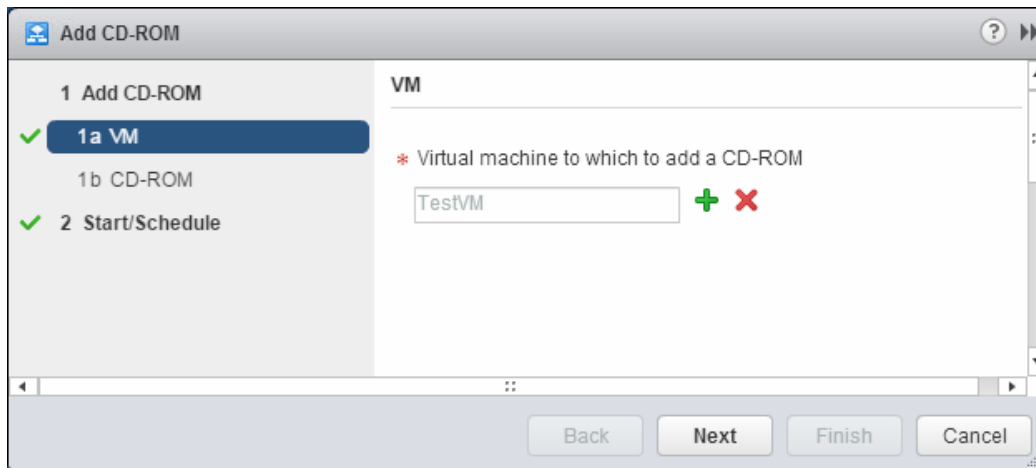 Add CD-ROM
?
1 Add CD-ROM
1a VM
1b CD-ROM
2 Start/Schedule
VM
* Virtual machine to which to add a CD-ROM
TestVM
Back
Next
Finish
Cancel